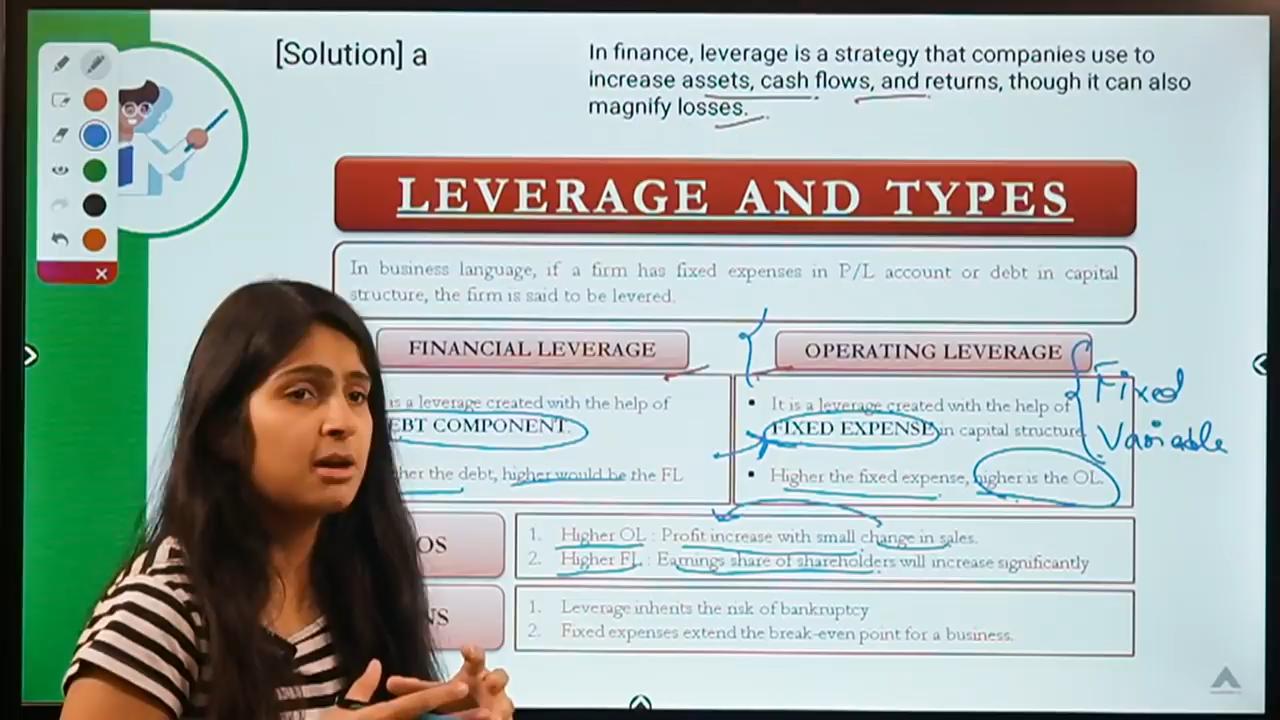 [Solution] a
In finance, leverage is a strategy that companies use to
increase assets, cash flows, and returns, though it can also
magnify losses.
LEVERAGE AND TYPES
In business language, if a firm has fixed expenses in P/L account or debt in capital
structure, the firm is said to be levered.
FINANCIAL LEVERAGE
is a leverage created with the help of
EBT COMPONENT.
her the debt, higher would be the FL
OPERATING LEVERAGE
• It is a leverage created with the help of
FIXED EXPENSE in capital structure
• Higher the fixed expense, higher is the OL.
Fixed
Variable
OS
1. Higher OL : Profit increase with small change in sales.
2. Higher FL : Earnings share of shareholders will increase significantly
NS
1. Leverage inherits the risk of bankruptcy
2. Fixed expenses extend the break-even point for a business.